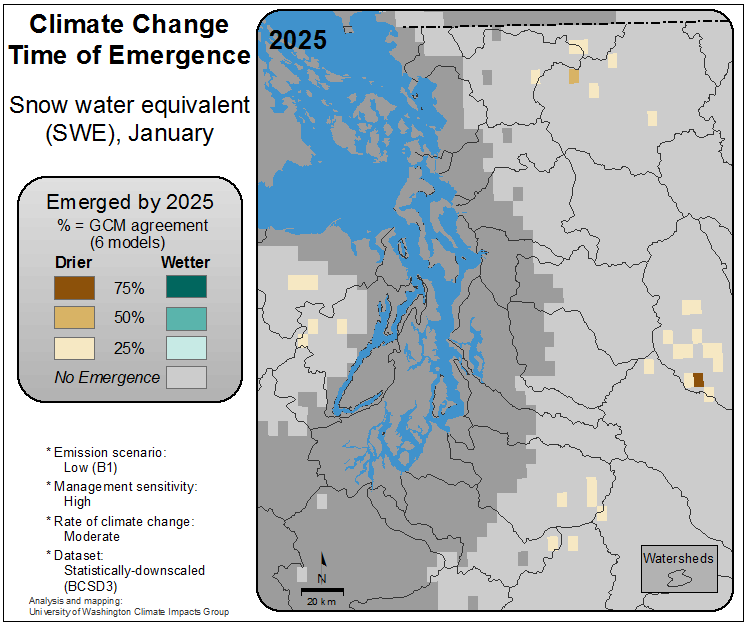 Climate Change
Time of Emergence
Snow water equivalent
(SWE), January
Emerged by 2025
% = GCM agreement
(6 models)
Drier Wetter
75%
50%
25%
No Emergence
* Emission scenario:
Low (B1)
* Management sensitivity:
High
* Rate of climate change:
Moderate
* Dataset:
Statistically-downscaled
(BCSD3)
Analysis and mapping:
University of Washington Climate Impacts Group
2025
N
20 km
Watersheds